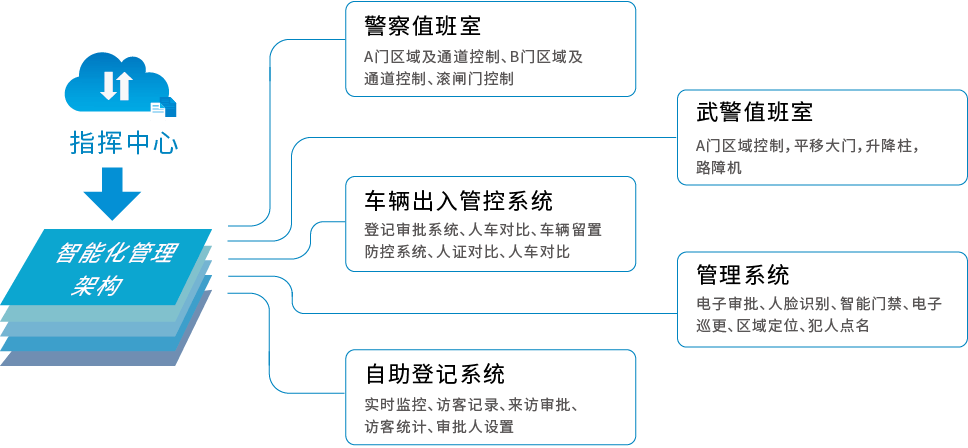 指挥中心
智能化管理
架构
警察值班室
A门区域及通道控制、B门区域及
通道控制、滚闸门控制
武警值班室
A门区域控制，平移大门，升降柱，
路障机
车辆出入管控系统
登记审批系统、人车对比、车辆留置
防控系统、人证对比、人车对比
管理系统
电子审批、人脸识别、智能门禁、电子
巡更、区域定位、犯人点名
自助登记系统
实时监控、访客记录、来访审批、
访客统计、审批人设置